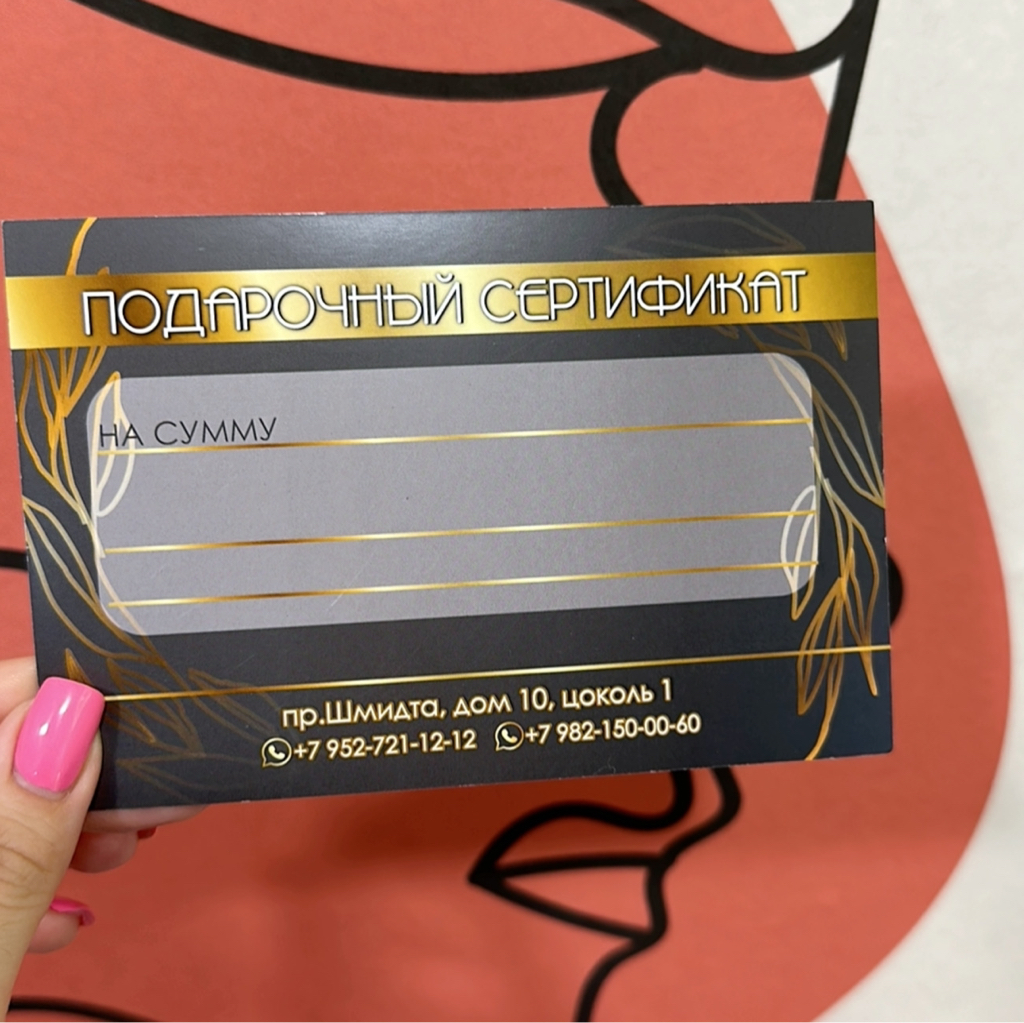 ПОДАРОЧНЫЙ СЕРТИФИКАТ
НА СУММУ
пр.Шмидта, дом 10, цоколь 1
+7 952-721-12-12 +7 982-150-00-60